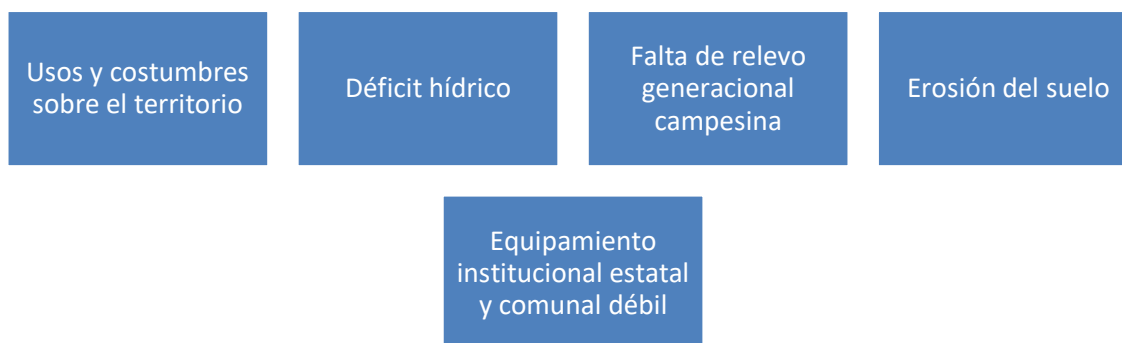 Usos y costumbres
sobre el territorio
Déficit hídrico
Falta de relevo
generacional
campesina
Erosión del suelo
Equipamiento
institucional estatal
y comunal débil